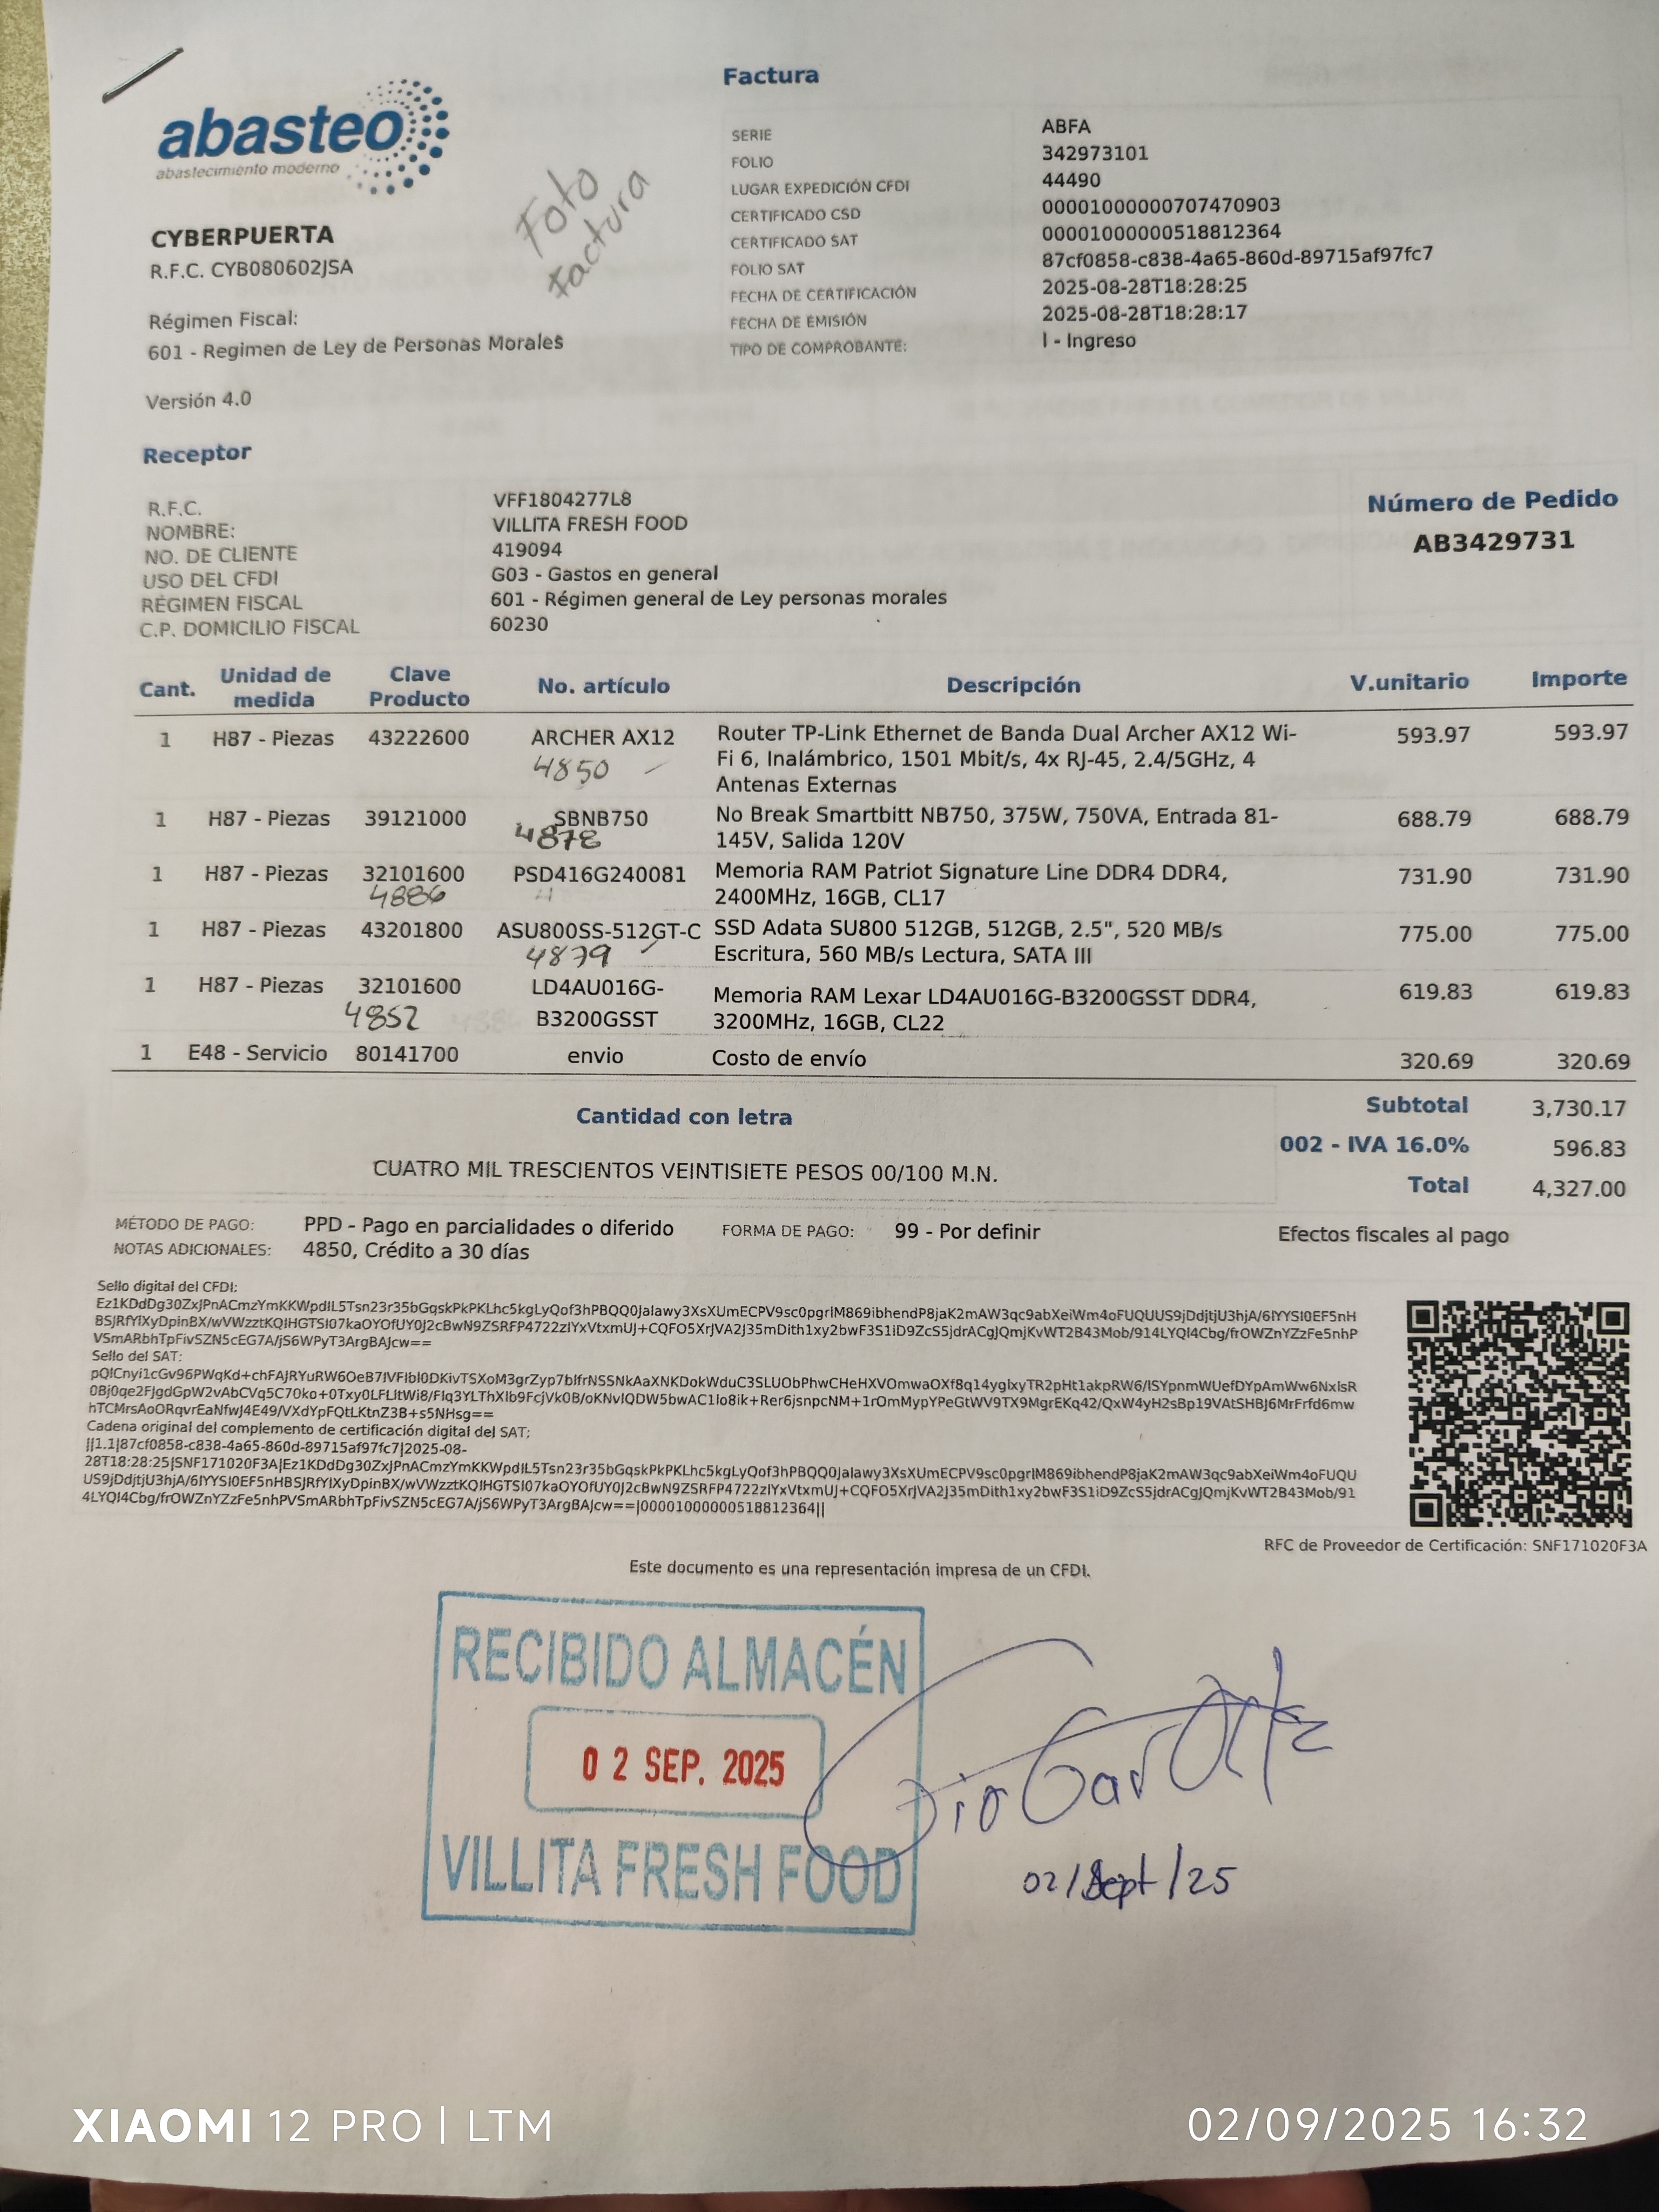 Factura
abasteo
abastecimiento moderno
Foto
factura
CYBERPUERTA
R.F.C. CYB080602JSA
Régimen Fiscal:
601 - Regimen de Ley de Personas Morales
Versión 4.0
SERIE ABFA
FOLIO 342973101
LUGAR EXPEDICIÓN CFDI 44490
CERTIFICADO CSD 00001000000707470903
CERTIFICADO SAT 00001000000518812364
FOLIO SAT 87cf0858-c838-4a65-860d-89715af97fc7
FECHA DE CERTIFICACIÓN 2025-08-28T18:28:25
FECHA DE EMISIÓN 2025-08-28T18:28:17
TIPO DE COMPROBANTE: I - Ingreso
Receptor
R.F.C. VFF1804277L8
NOMBRE: VILLITA FRESH FOOD
NO. DE CLIENTE 419094
USO DEL CFDI G03 - Gastos en general
RÉGIMEN FISCAL 601 - Régimen general de Ley personas morales
C.P. DOMICILIO FISCAL 60230
Número de Pedido
AB3429731
Cant. Unidad de medida Clave Producto No. artículo Descripción V.unitario Importe
1 H87 - Piezas 43222600 ARCHER AX12 Router TP-Link Ethernet de Banda Dual Archer AX12 Wi- 593.97 593.97
4850 Fi 6, Inalámbrico, 1501 Mbit/s, 4x RJ-45, 2.4/5GHz, 4
Antenas Externas
1 H87 - Piezas 39121000 SBNB750 No Break Smartbitt NB750, 375W, 750VA, Entrada 81- 688.79 688.79
4878 145V, Salida 120V
1 H87 - Piezas 32101600 PSD416G240081 Memoria RAM Patriot Signature Line DDR4 DDR4, 731.90 731.90
4886 2400MHz, 16GB, CL17
1 H87 - Piezas 43201800 ASU800SS-512GT-C SSD Adata SU800 512GB, 512GB, 2.5", 520 MB/s 775.00 775.00
4879 Escritura, 560 MB/s Lectura, SATA III
1 H87 - Piezas 32101600 LD4AU016G- Memoria RAM Lexar LD4AU016G-B3200GSST DDR4, 619.83 619.83
4852 B3200GSST 3200MHz, 16GB, CL22
1 E48 - Servicio 80141700 envio Costo de envío 320.69 320.69
Cantidad con letra
CUATRO MIL TRESCIENTOS VEINTISIETE PESOS 00/100 M.N.
Subtotal 3,730.17
002 - IVA 16.0% 596.83
Total 4,327.00
MÉTODO DE PAGO: PPD - Pago en parcialidades o diferido FORMA DE PAGO: 99 - Por definir Efectos fiscales al pago
NOTAS ADICIONALES: 4850, Crédito a 30 días
Sello digital del CFDI:
Sello del SAT:
Cadena original del complemento de certificación digital del SAT:
||1.1|87cf0858-c838-4a65-860d-89715af97fc7|2025-08-
RFC de Proveedor de Certificación: SNF171020F3A
Este documento es una representación impresa de un CFDI.
RECIBIDO ALMACÉN
02 SEP. 2025
VILLITA FRESH FOOD
02/Sept/25
XIAOMI 12 PRO | LTM
02/09/2025 16:32